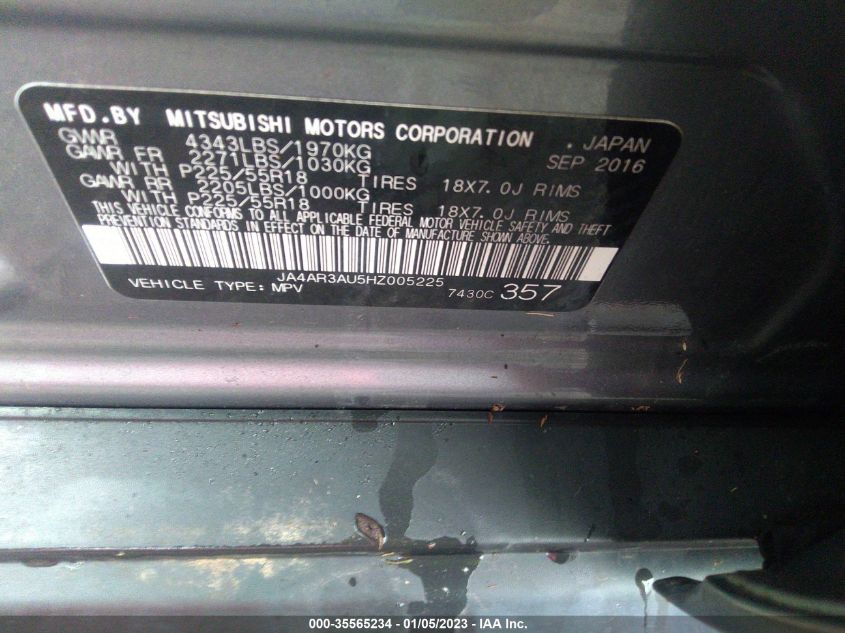 MFD.BY MITSUBISHI MOTORS CORPORATION . JAPAN
GVWR 4343LBS/1970KG SEP 2016
GAWR FR 2271LBS/1030KG
WITH P225/55R18 TIRES 18X7.0J RIMS
GAWR RR 2205LBS/1000KG
WITH P225/55R18 TIRES 18X7.0J RIMS
THIS VEHICLE CONFORMS TO ALL APPLICABLE FEDERAL MOTOR VEHICLE SAFETY AND THEFT
PREVENTION STANDARDS IN EFFECT ON THE DATE OF MANUFACTURE SHOWN ABOVE.
JA4AR3AU5HZ005225
VEHICLE TYPE: MPV 7430C 357
000-35565234 - 01/05/2023 - IAA Inc.